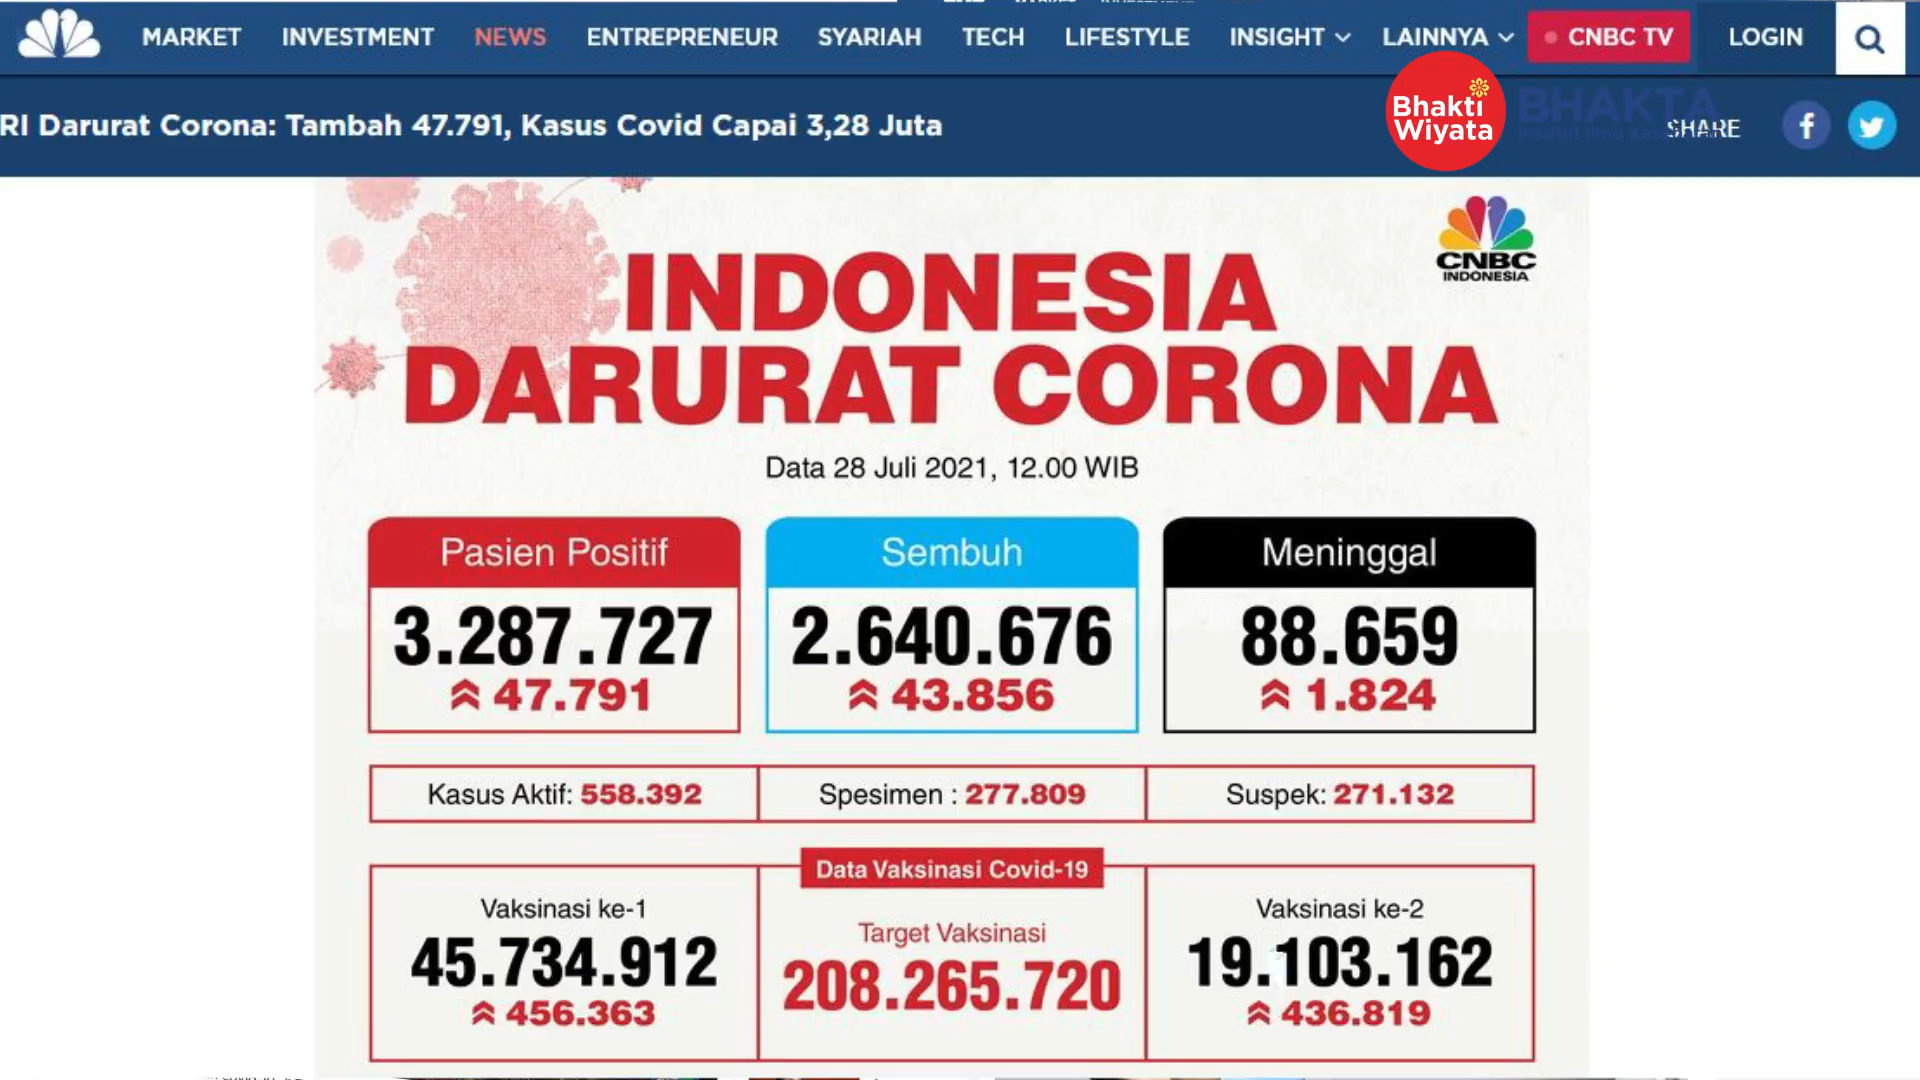 MARKET INVESTMENT NEWS ENTREPRENEUR SYARIAH TECH LIFESTYLE INSIGHT LAINNYA CNBC TV LOGIN
RI Darurat Corona: Tambah 47.791, Kasus Covid Capai 3,28 Juta
Bhakti
Wiyata
BHAKTA
SHARE
CNBC
INDONESIA
INDONESIA
DARURAT CORONA
Data 28 Juli 2021, 12.00 WIB
Pasien Positif
3.287.727
47.791
Sembuh
2.640.676
43.856
Meninggal
88.659
1.824
Kasus Aktif: 558.392
Spesimen : 277.809
Suspek: 271.132
Data Vaksinasi Covid-19
Vaksinasi ke-1
45.734.912
456.363
Target Vaksinasi
208.265.720
Vaksinasi ke-2
19.103.162
436.819